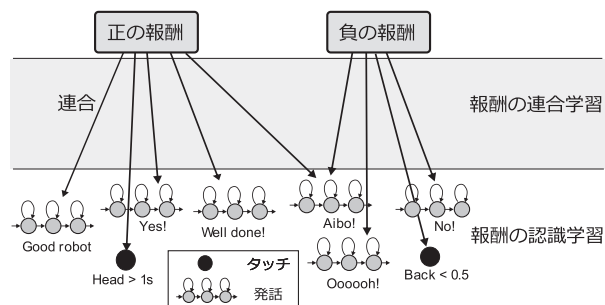 正の報酬
負の報酬
連合
報酬の連合学習
Good robot
Yes!
Well done!
Aibo!
No!
報酬の認識学習
Head > 1s
Oooooh!
Back < 0.5
タッチ
発話